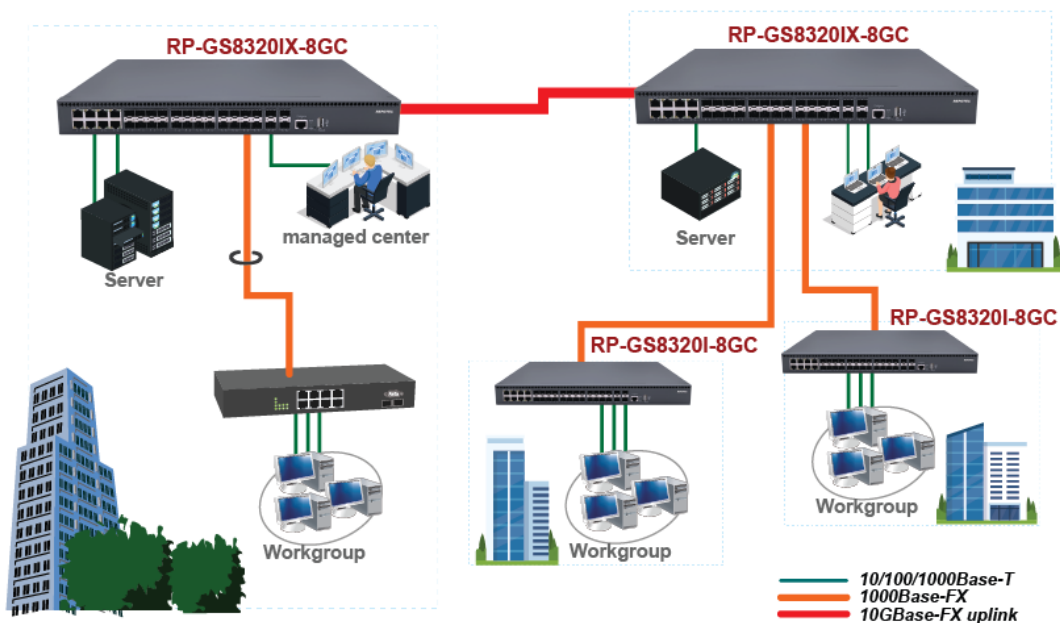 RP-GS8320IX-8GC
RP-GS8320IX-8GC
managed center
Server
Server
RP-GS8320I-8GC
RP-GS8320I-8GC
Workgroup
Workgroup
Workgroup
10/100/1000Base-T
1000Base-FX
10GBase-FX uplink